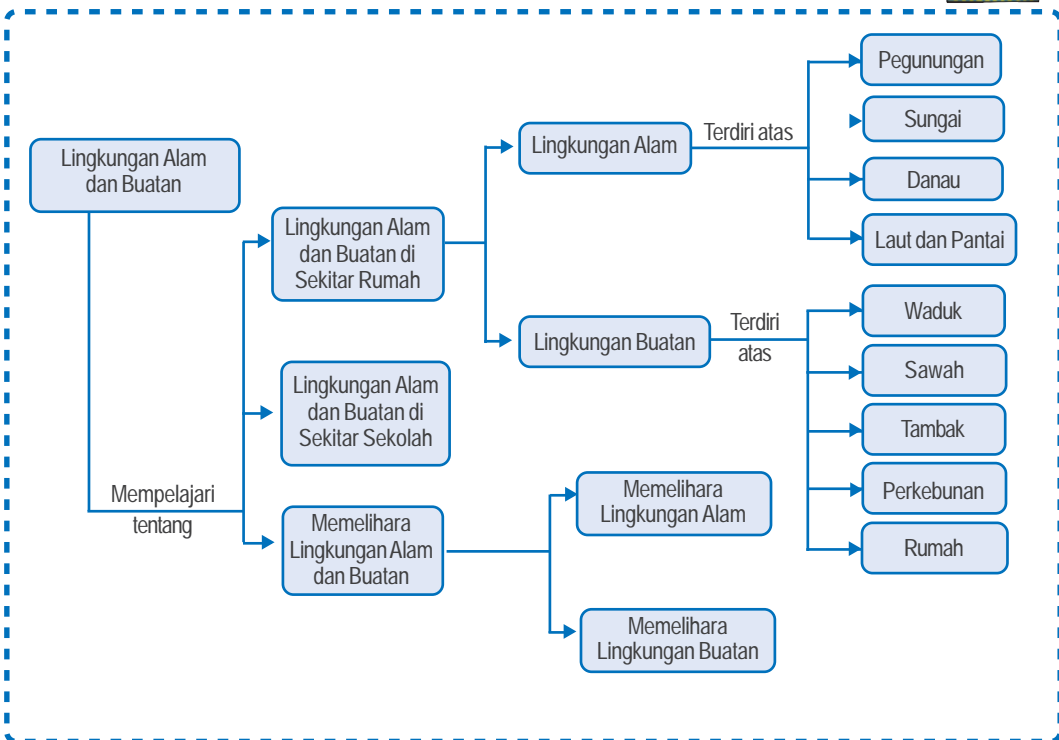 Lingkungan Alam
dan Buatan
Mempelajari
tentang
Lingkungan Alam
dan Buatan di
Sekitar Rumah
Lingkungan Alam
dan Buatan di
Sekitar Sekolah
Memelihara
Lingkungan Alam
dan Buatan
Lingkungan Alam
Terdiri atas
Pegunungan
Sungai
Danau
Laut dan Pantai
Lingkungan Buatan
Terdiri
atas
Waduk
Sawah
Tambak
Perkebunan
Rumah
Memelihara
Lingkungan Alam
Memelihara
Lingkungan Buatan